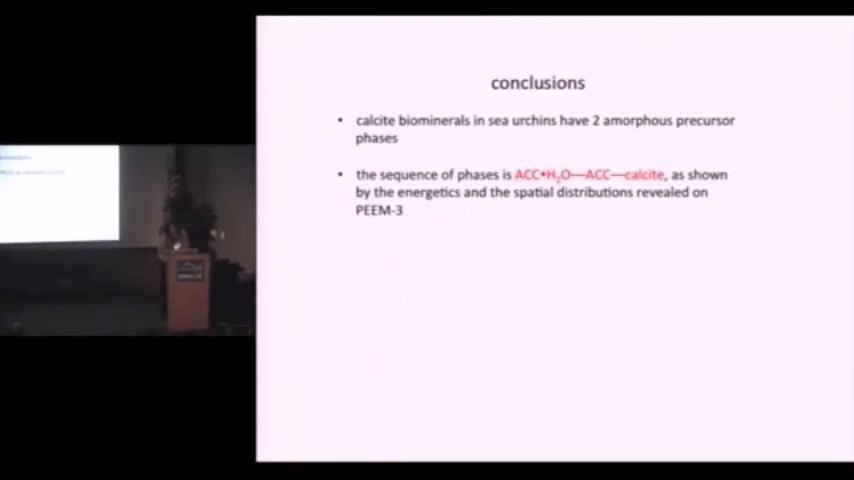 conclusions
• calcite biominerals in sea urchins have 2 amorphous precursor
phases
• the sequence of phases is ACC•H₂O—ACC—calcite, as shown
by the energetics and the spatial distributions revealed on
PEEM-3